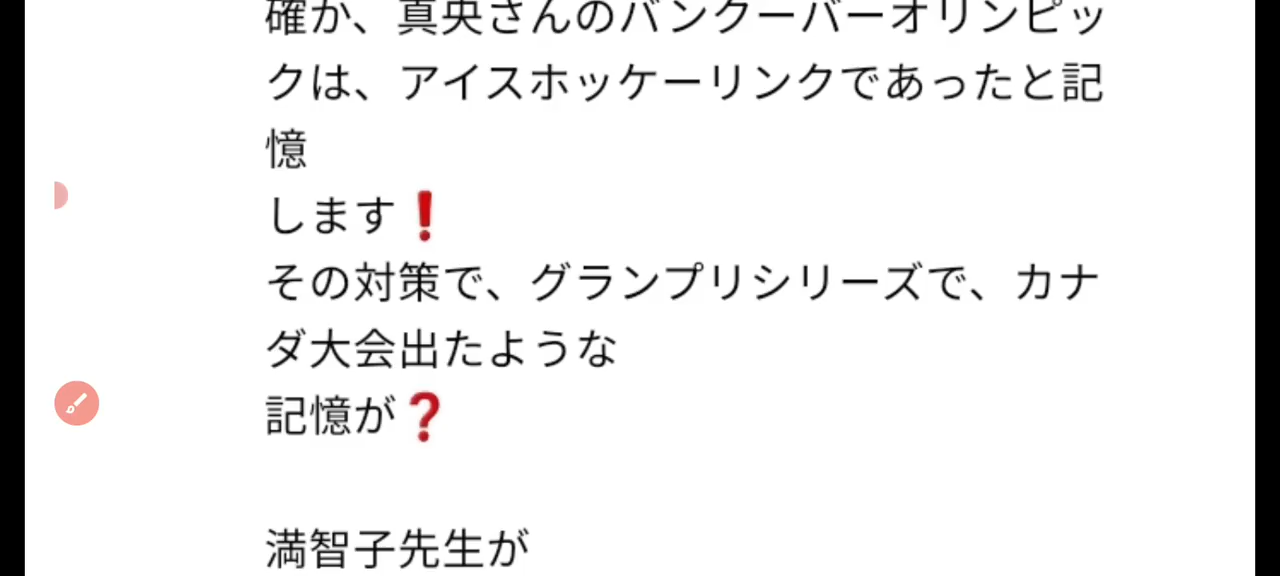 確か、真央さんのバンクーバーオリンピッ
クは、アイスホッケーリンクであったと記
憶
します❗
その対策で、グランプリシリーズで、カナ
ダ大会出たような
記憶が❓
満智子先生が